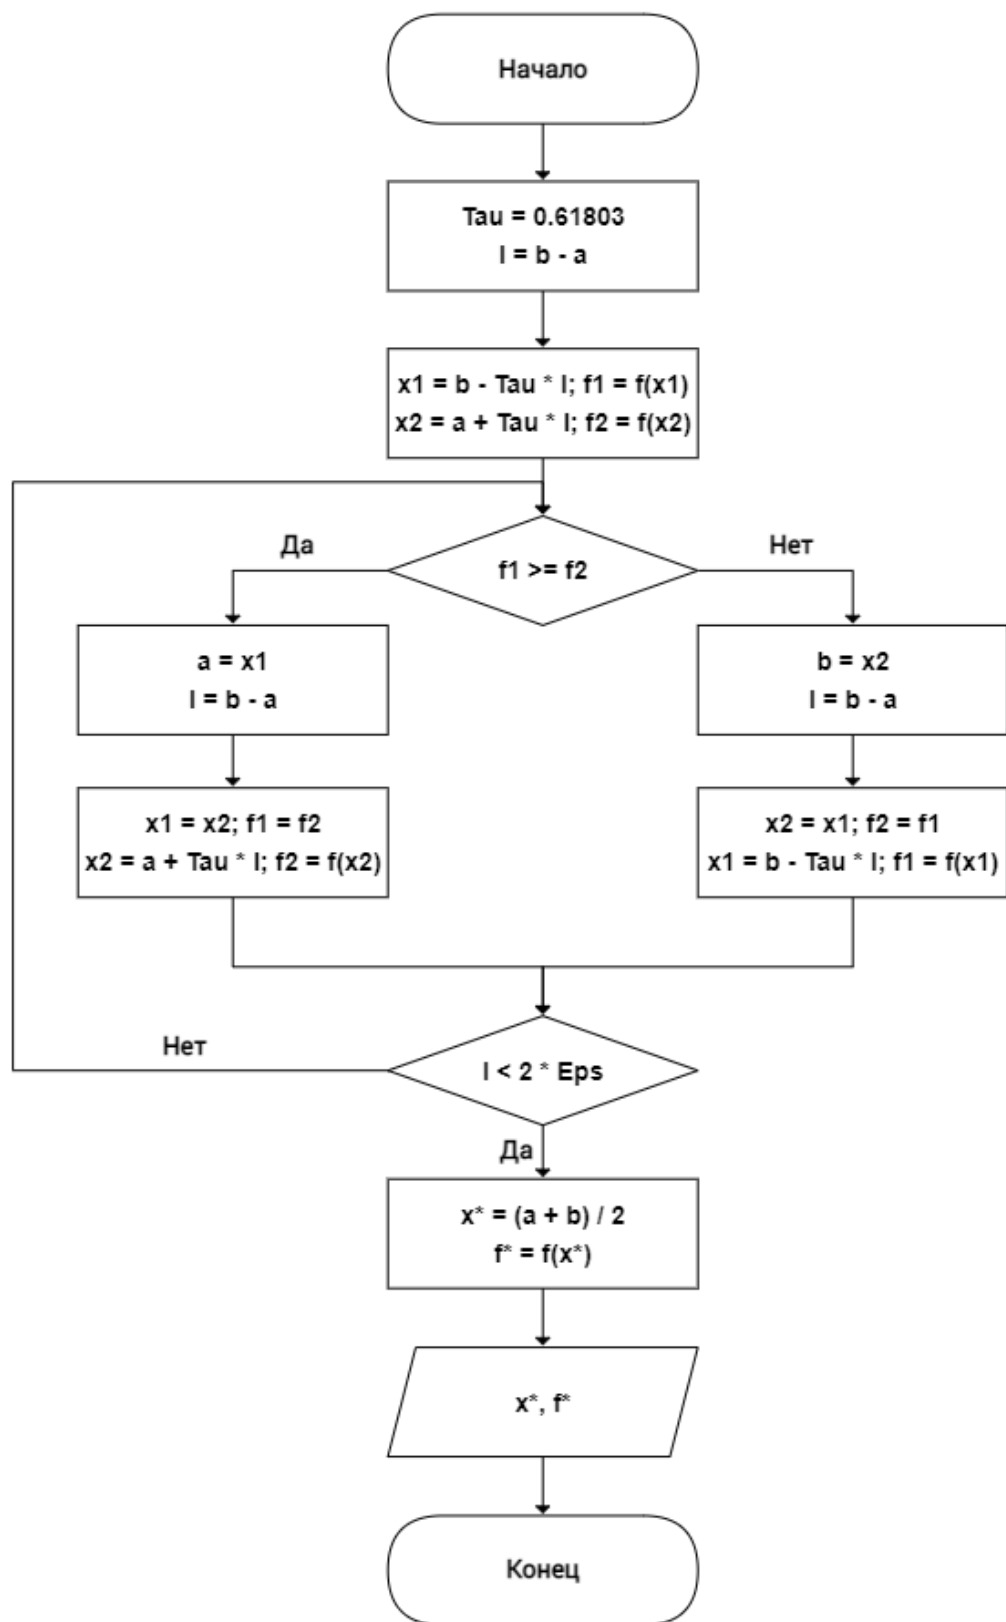 Начало
Tau = 0.61803
l = b - a
x1 = b - Tau * l; f1 = f(x1)
x2 = a + Tau * l; f2 = f(x2)
Да
Нет
f1 >= f2
a = x1
l = b - a
b = x2
l = b - a
x1 = x2; f1 = f2
x2 = a + Tau * l; f2 = f(x2)
x2 = x1; f2 = f1
x1 = b - Tau * l; f1 = f(x1)
Нет
l < 2 * Eps
Да
x* = (a + b) / 2
f* = f(x*)
x*, f*
Конец